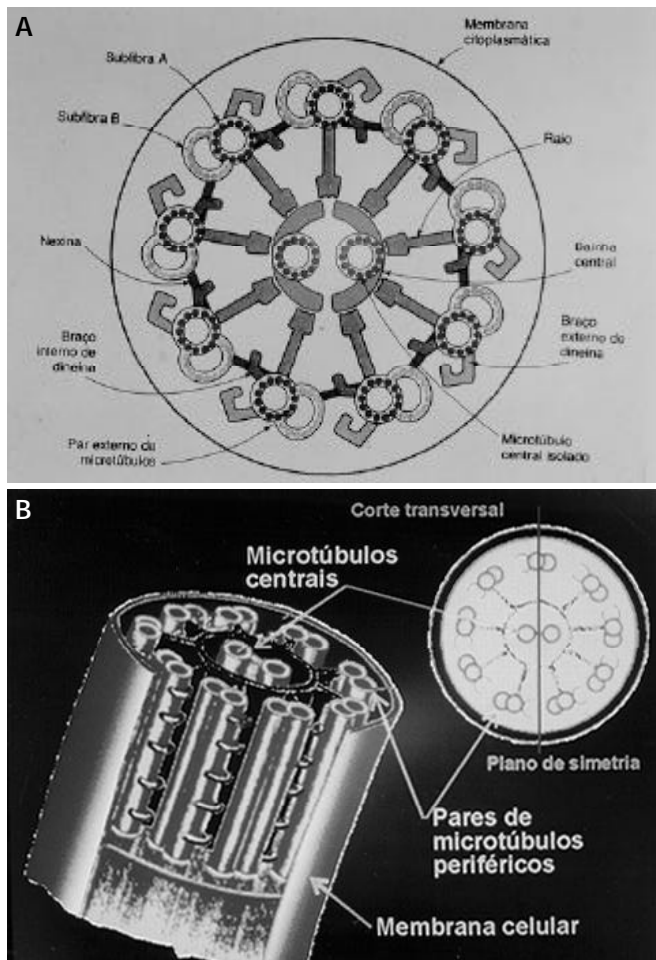 A
Membrana
citoplasmática
Subfibra A
Subfibra B
Raio
Nexina
Bainha
central
Braço
interno de
dineína
Braço
externo de
dineína
Par externo de
microtúbulos
Microtúbulo
central isolado
B
Corte transversal
Microtúbulos
centrais
Plano de simetria
Pares de
microtúbulos
periféricos
Membrana celular